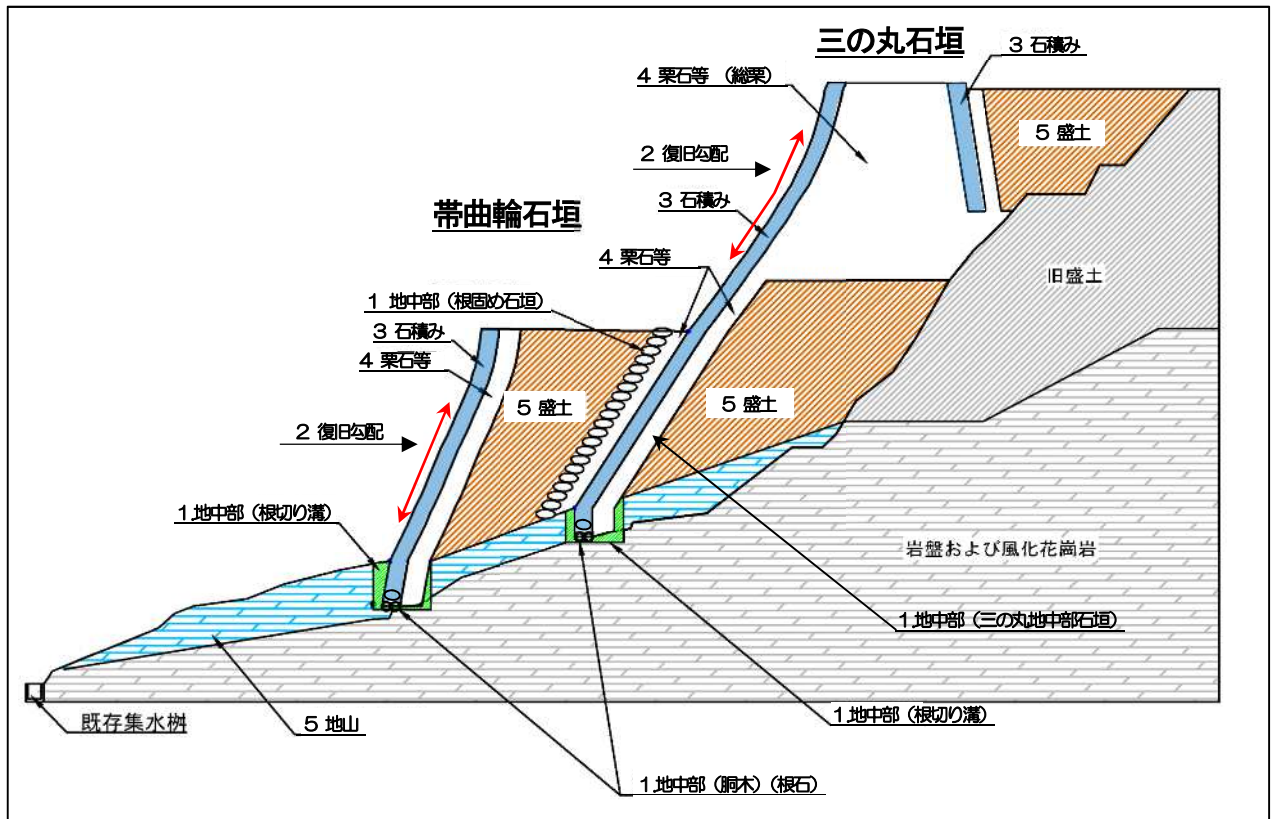 三の丸石垣
3 石積み
4 栗石等 (総栗)
5 盛土
2 復旧勾配
3 石積み
帯曲輪石垣
4 栗石等
旧盛土
1 地中部(根固め石垣)
3 石積み
4 栗石等
5 盛土
5 盛土
2 復旧勾配
1地中部(根切り溝)
岩盤および風化花崗岩
1地中部(三の丸地中部石垣)
既存集水桝
5 地山
1地中部(根切り溝)
1地中部(胴木)(根石)